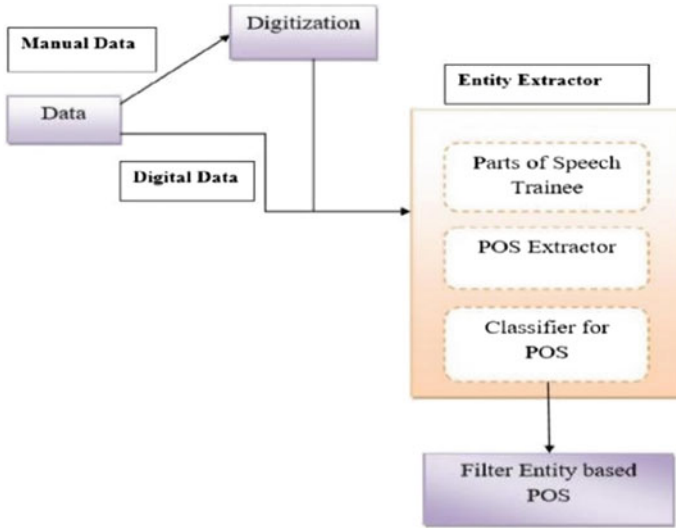 Digitization
Manual Data
Data
Digital Data
Entity Extractor
Parts of Speech
Trainee
POS Extractor
Classifier for
POS
Filter Entity based
POS